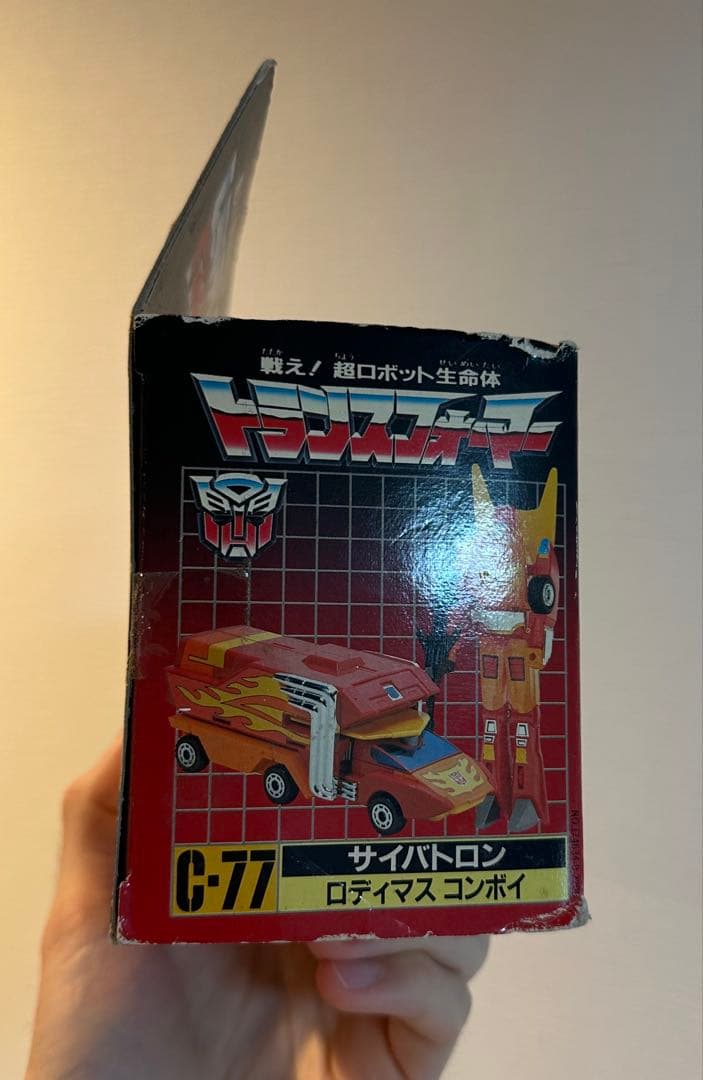 戦え!超ロボット生命体
トランスフォーマー
C-77
サイバトロン
ロディマス コンボイ